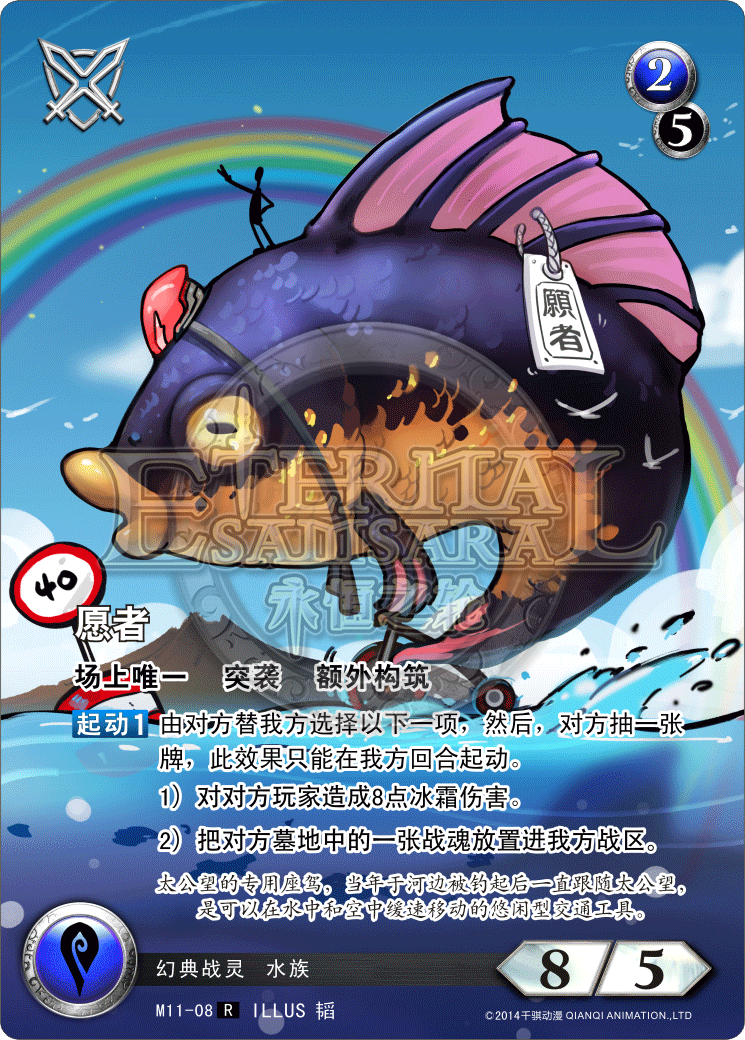 2
5
願者
ETERITAL
SAMSARA
永恒之轮
40
愿者
场上唯一 突袭 额外构筑
起动1 由对方替我方选择以下一项，然后，对方抽一张
牌，此效果只能在我方回合起动。
1）对对方玩家造成8点冰霜伤害。
2）把对方墓地中的一张战魂放置进我方战区。
太公望的专用座驾，当年于河边被钓起后一直跟随太公望，
是可以在水中和空中缓速移动的悠闲型交通工具。
幻典战灵 水族
8 5
M11-08 R ILLUS 韬
©2014千骐动漫 QIANQI ANIMATION.,LTD